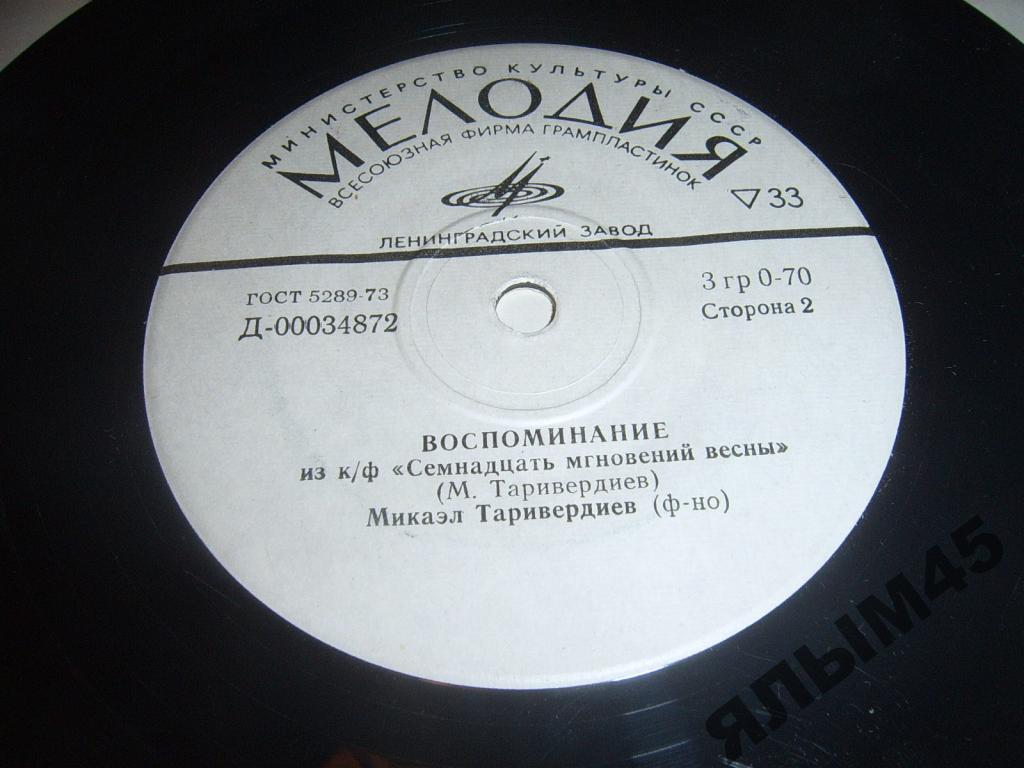 МИНИСТЕРСТВО КУЛЬТУРЫ СССР
МЕЛОДИЯ
ВСЕСОЮЗНАЯ ФИРМА ГРАМПЛАСТИНОК
▽33
ЛЕНИНГРАДСКИЙ ЗАВОД
ГОСТ 5289-73
3 гр 0-70
Д-00034872
Сторона 2
ВОСПОМИНАНИЕ
из к/ф «Семнадцать мгновений весны»
(М. Таривердиев)
Микаэл Таривердиев (ф-но)
ЯЛЫМ45